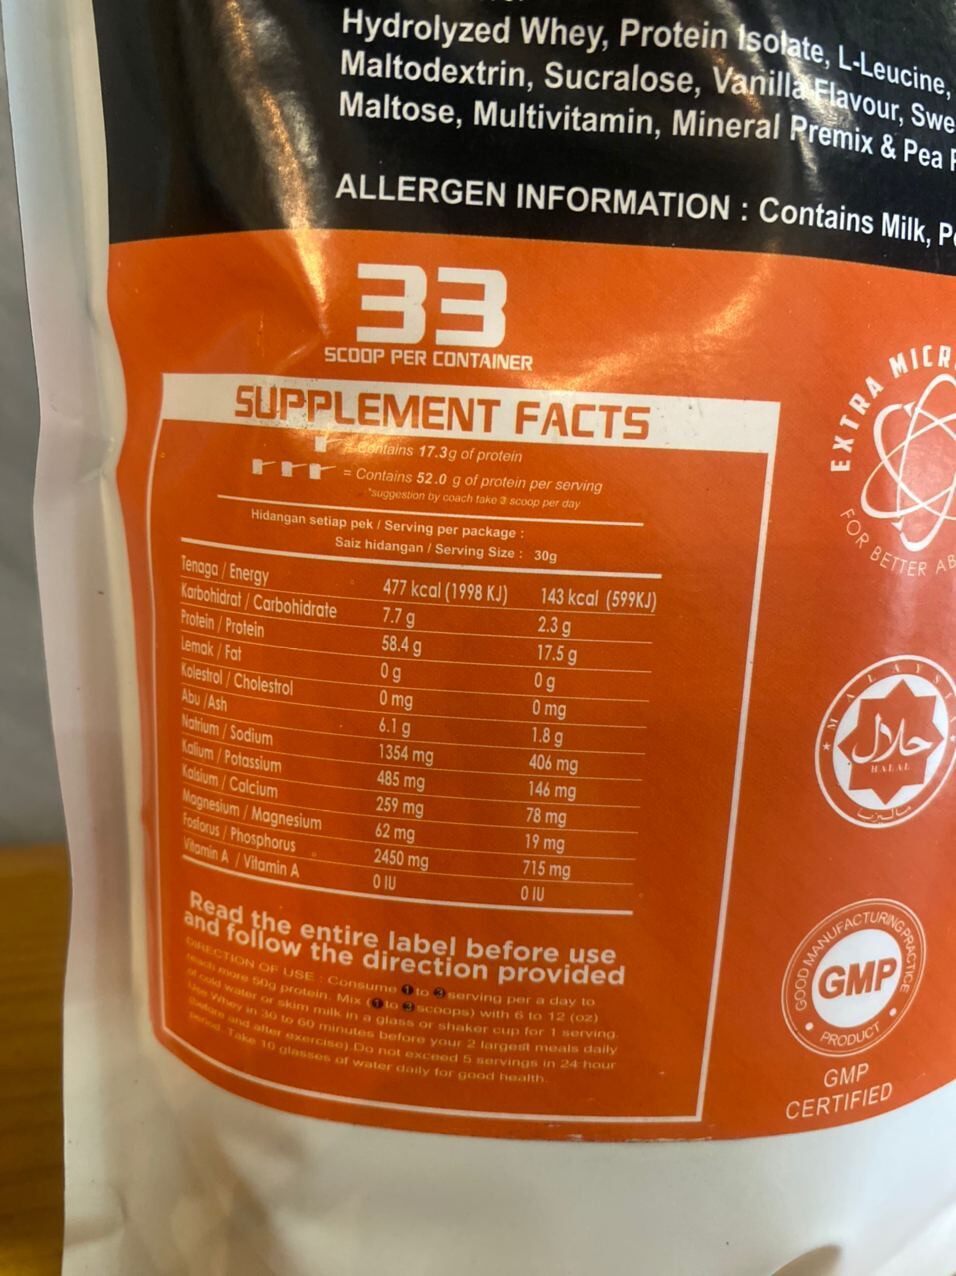 Hydrolyzed Whey, Protein Isolate, L-Leucine,
Maltodextrin, Sucralose, Vanilla Flavour, Swe
Maltose, Multivitamin, Mineral Premix & Pea P
ALLERGEN INFORMATION : Contains Milk, Pe
33
SCOOP PER CONTAINER
SUPPLEMENT FACTS
= Contains 17.3g of protein
= Contains 52.0 g of protein per serving
*suggestion by coach take 3 scoop per day
Hidangan setiap pek / Serving per package :
Saiz hidangan / Serving Size : 30g
Tenaga / Energy 477 kcal (1998 KJ) 143 kcal (599KJ)
Karbohidrat / Carbohidrate 7.7 g 2.3 g
Protein / Protein 58.4 g 17.5 g
Lemak / Fat 0 g 0 g
Kolestrol / Cholestrol 0 mg 0 mg
Abu /Ash 6.1 g 1.8 g
Natrium / Sodium 1354 mg 406 mg
Kalium / Potassium 485 mg 146 mg
Kalsium / Calcium 259 mg 78 mg
Magnesium / Magnesium 62 mg 19 mg
Fosforus / Phosphorus 2450 mg 715 mg
Vitamin A / Vitamin A 0 IU 0 IU
Read the entire label before use
and follow the direction provided
DIRECTION OF USE : Consume 1 to 3 serving per a day to
reach more 50g protein. Mix (1 to 3 scoops) with 6 to 12 (oz)
of cold water or skim milk in a glass or shaker cup for 1 serving.
Use Whey in 30 to 60 minutes before your 2 largest meals daily
(before and after exercise).Do not exceed 5 servings in 24 hour
period. Take 10 glasses of water daily for good health.
EXTRA MICR
FOR BETTER AB
MALAYSIA
حلال
HALAL
ماليزيا
GOOD MANUFACTURING PRACTICE
GMP
PRODUCT
GMP
CERTIFIED